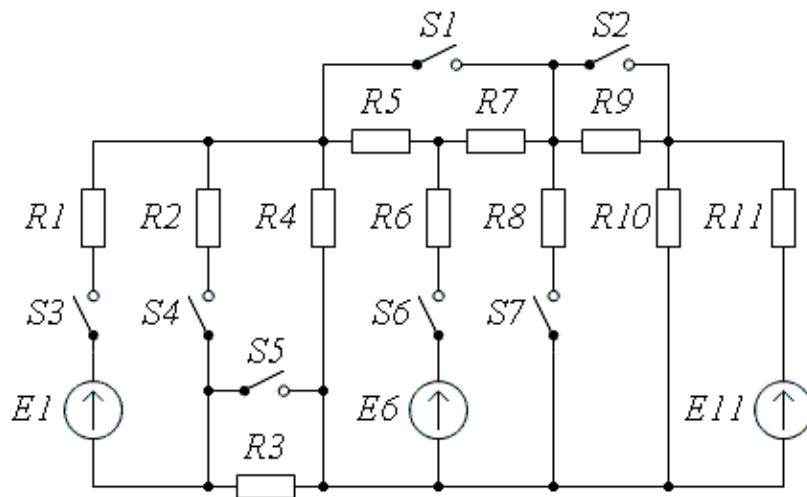 S1 S2
R5 R7 R9
R1 R2 R4 R6 R8 R10 R11
S3 S4 S6 S7
S5
E1 E6 E11
R3